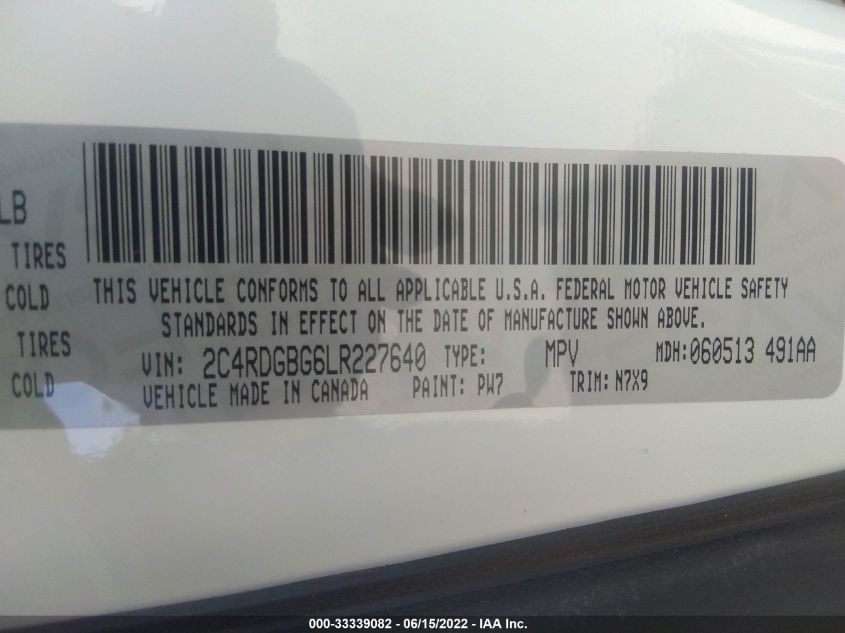 LB
TIRES
COLD
TIRES
COLD
THIS VEHICLE CONFORMS TO ALL APPLICABLE U.S.A. FEDERAL MOTOR VEHICLE SAFETY
STANDARDS IN EFFECT ON THE DATE OF MANUFACTURE SHOWN ABOVE.
VIN: 2C4RDGBG6LR227640 TYPE: MPV MDH: 060513 491AA
VEHICLE MADE IN CANADA PAINT: PW7 TRIM: N7X9
000-33339082 - 06/15/2022 - IAA Inc.